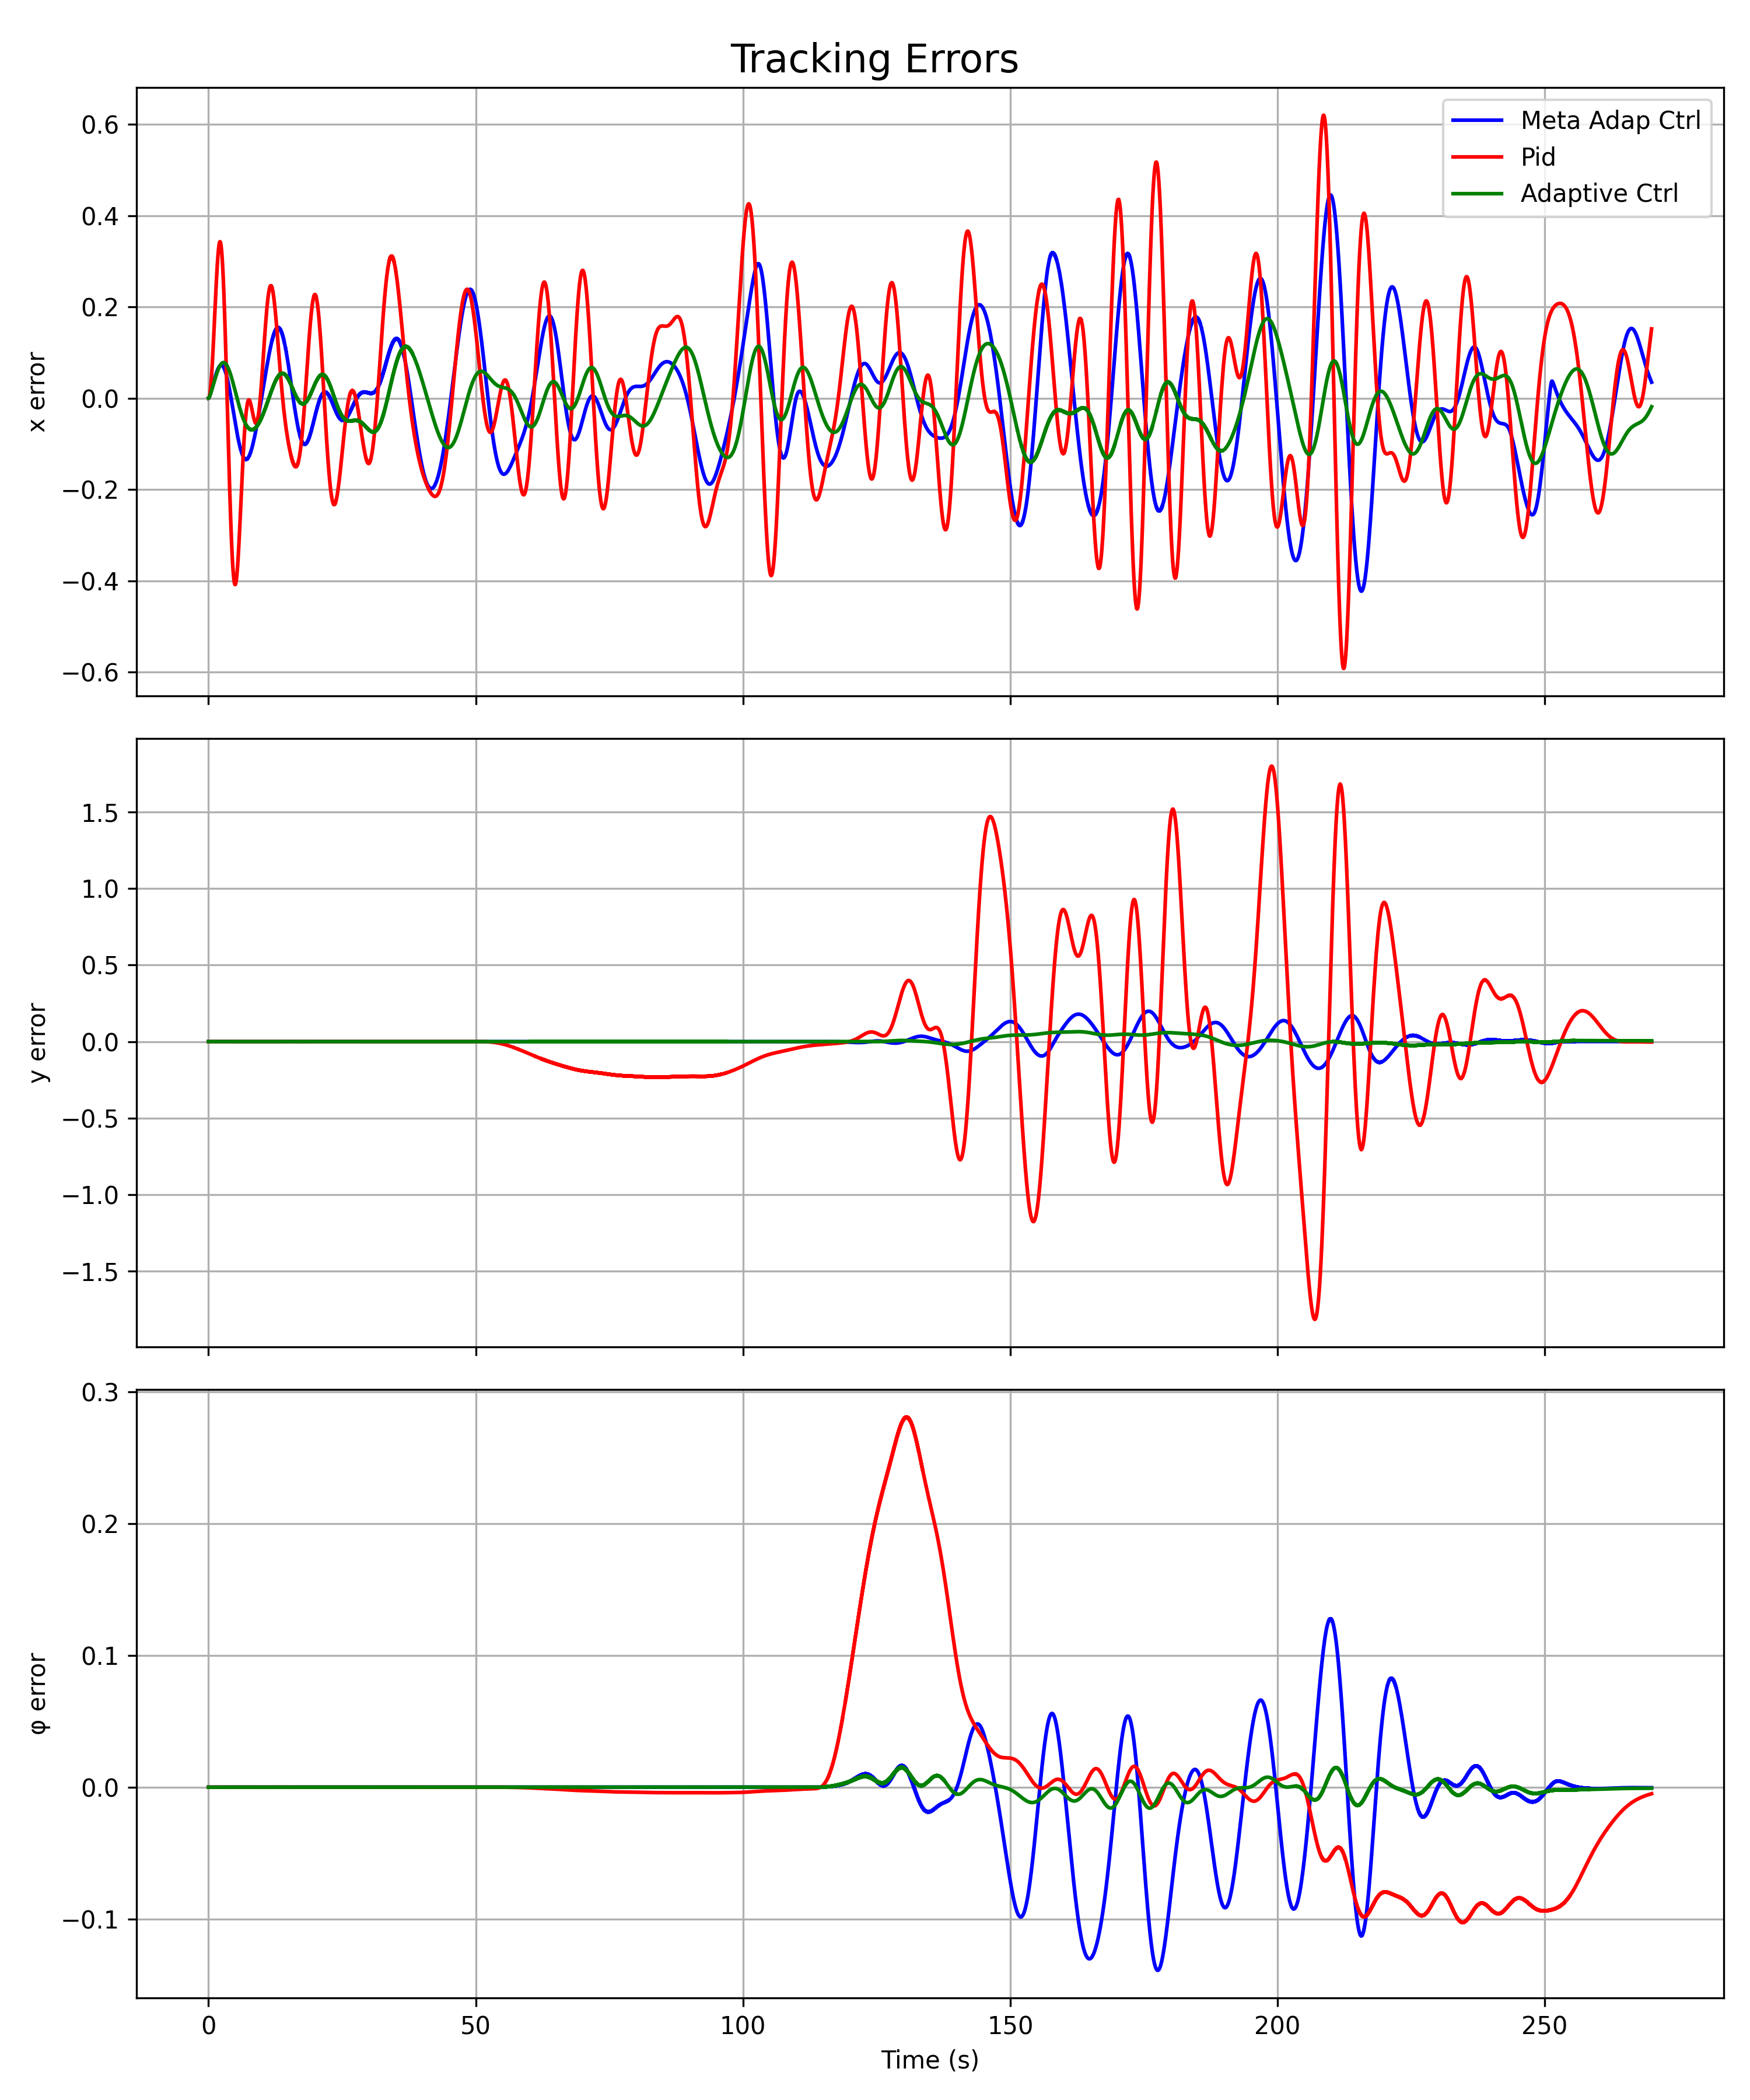 Tracking Errors
0.6
0.4
0.2
0.0
−0.2
−0.4
−0.6
x error
Meta Adap Ctrl
Pid
Adaptive Ctrl
1.5
1.0
0.5
0.0
−0.5
−1.0
−1.5
y error
0.3
0.2
0.1
0.0
−0.1
φ error
0 50 100 150 200 250
Time (s)